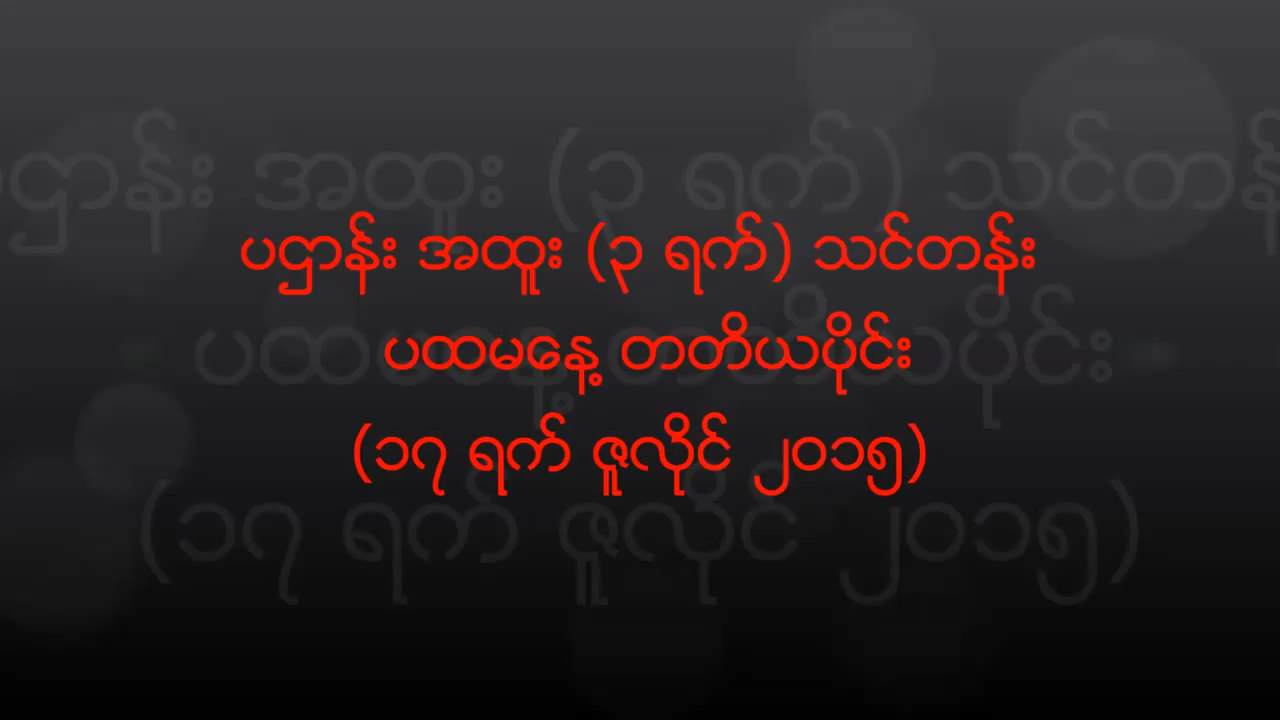 ပဌာန်း အထူး (၃ ရက်) သင်တန်း
ပထမနေ့ တတိယပိုင်း
(၁၇ ရက် ဇူလိုင် ၂၀၁၅)